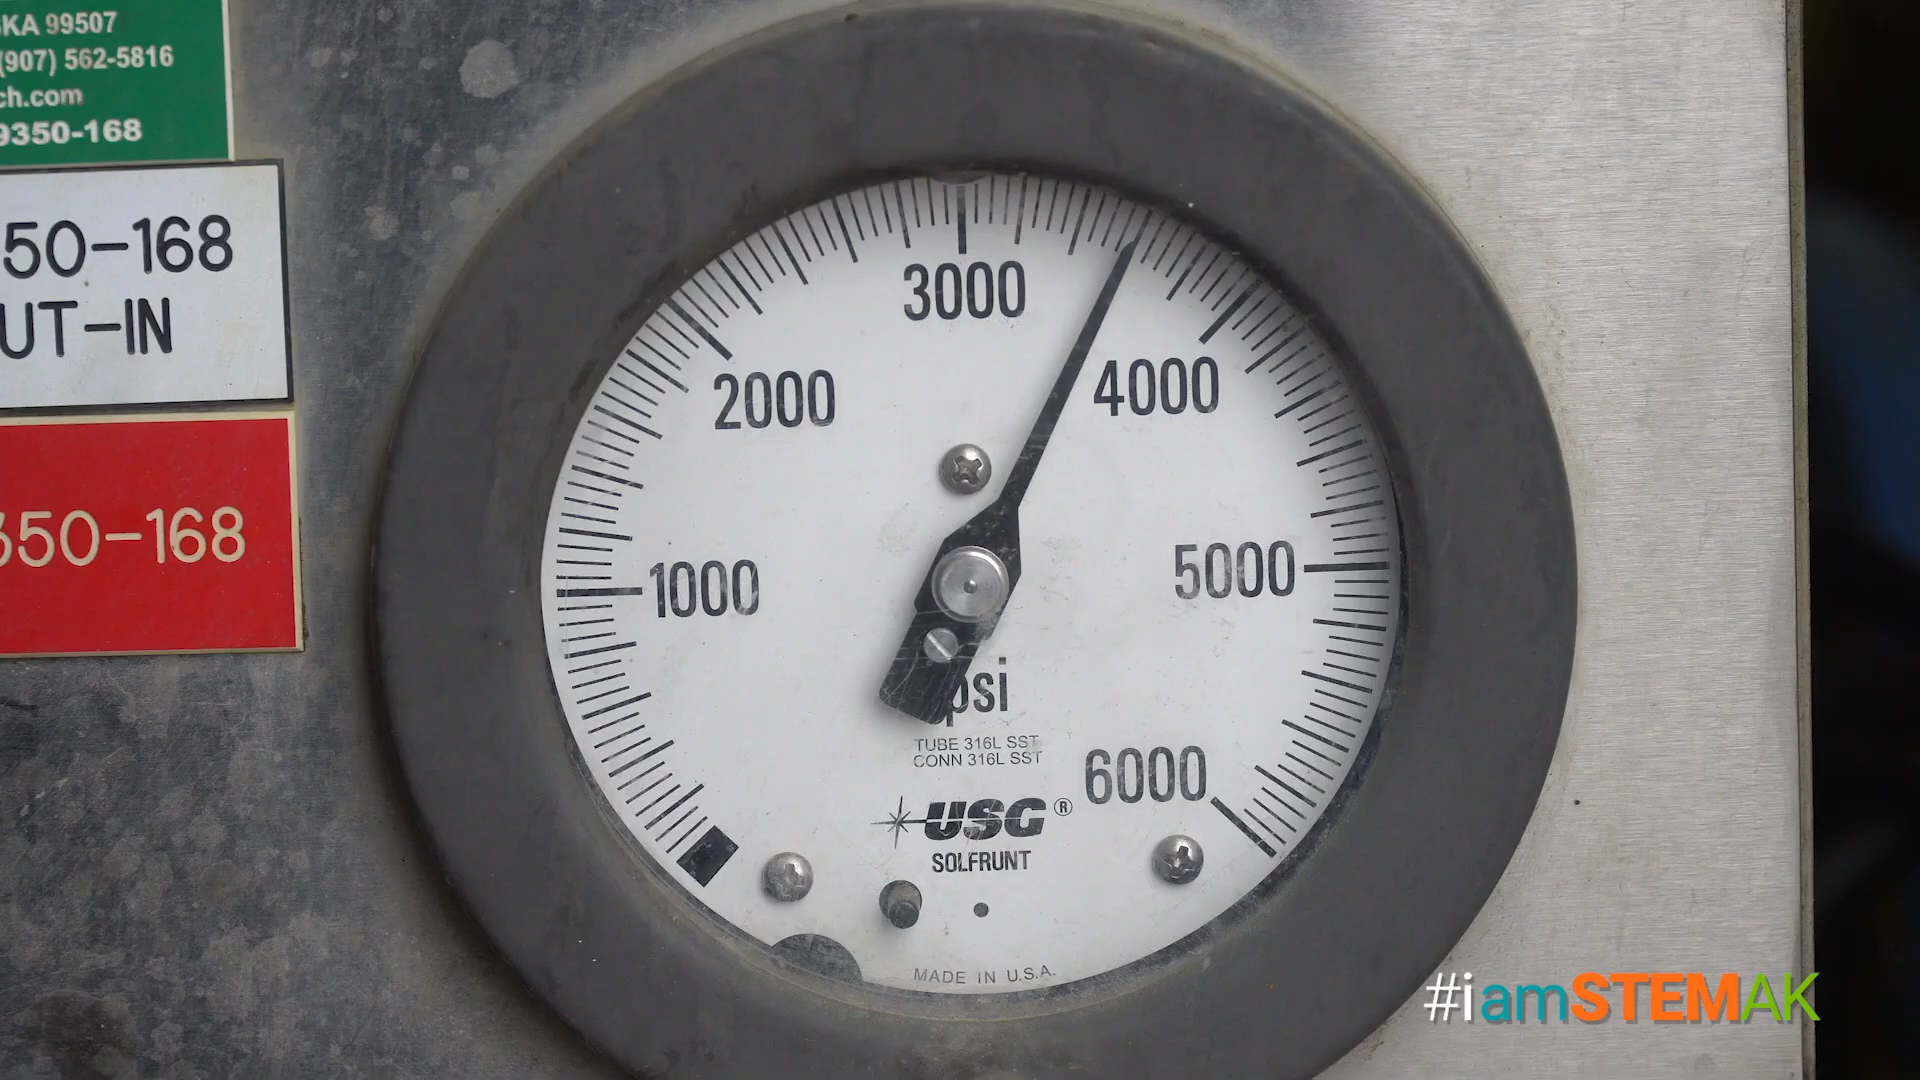 KA 99507
(907) 562-5816
ch.com
9350-168
50-168
UT-IN
350-168
3000
2000
4000
1000
5000
psi
TUBE 316L SST
CONN 316L SST
6000
USG®
SOLFRUNT
MADE IN U.S.A.
#iamSTEMAK